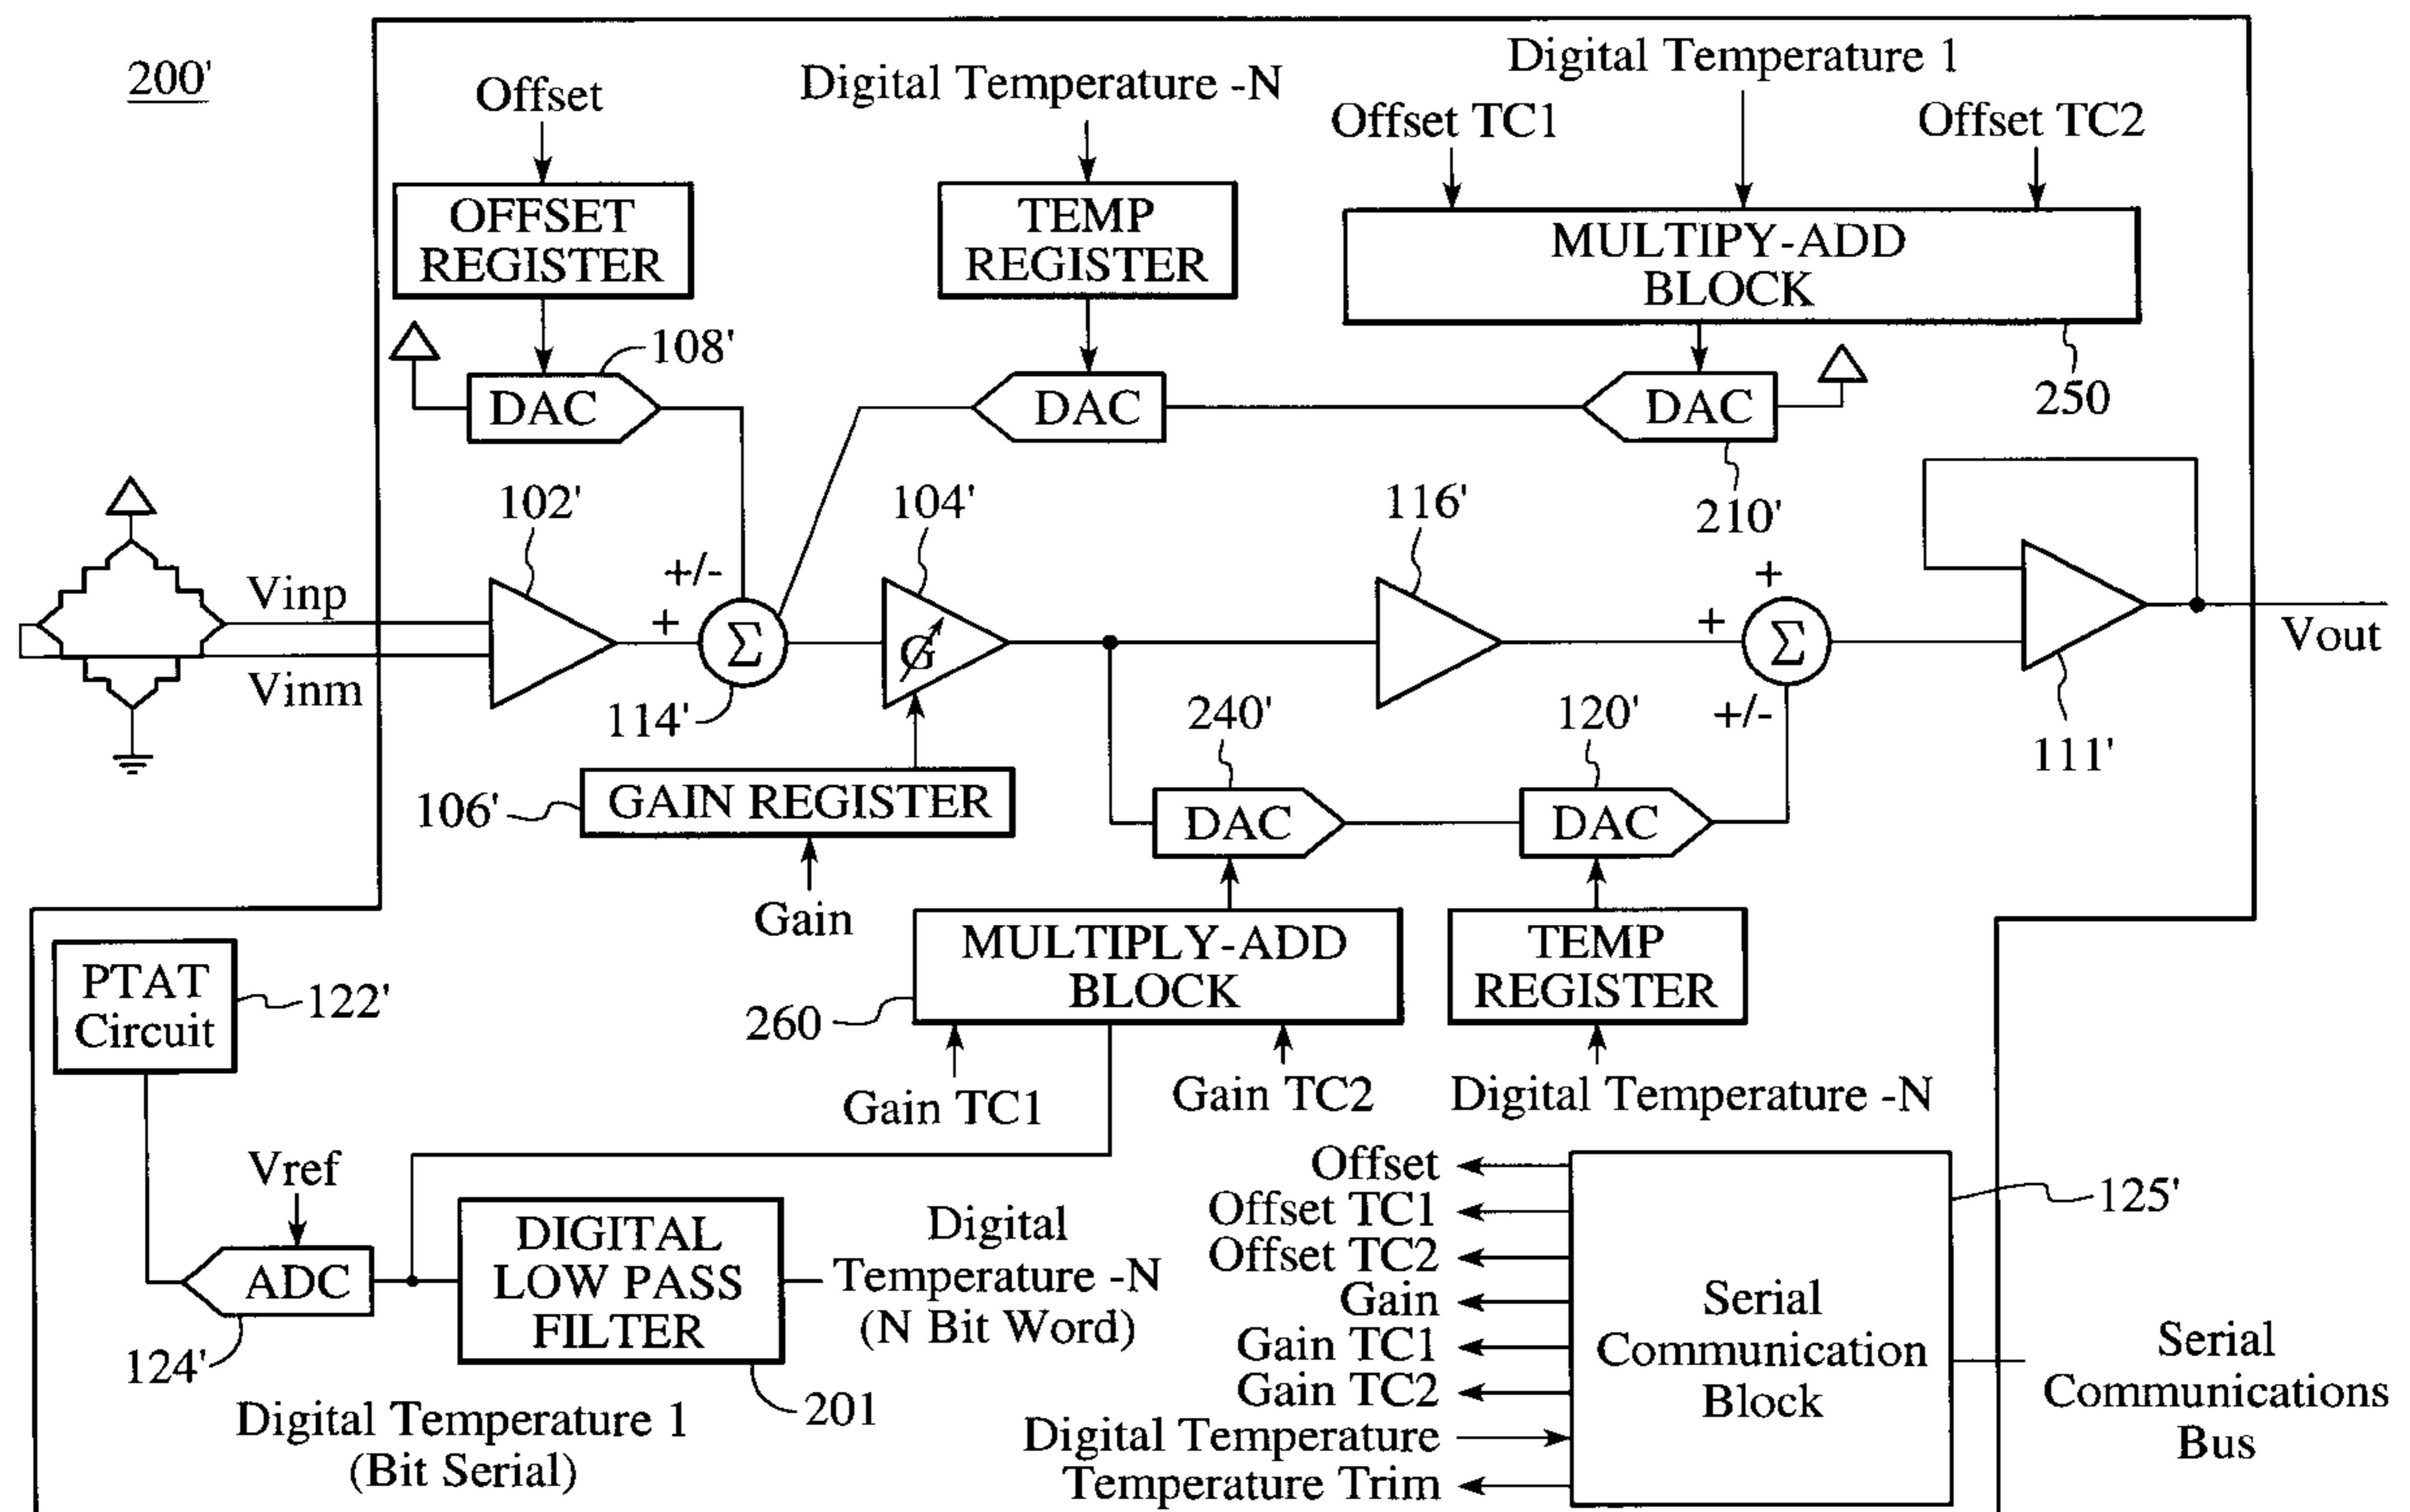 200'
Offset
Digital Temperature -N
Digital Temperature 1
Offset TC1
Offset TC2
OFFSET
REGISTER
TEMP
REGISTER
MULTIPY-ADD
BLOCK
108'
DAC
DAC
DAC
250
210'
102'
104'
116'
+/-
+
+
+
Vinp
Vinm
Σ
G
Σ
Vout
114'
240'
120'
+/-
111'
106'
GAIN REGISTER
DAC
DAC
Gain
PTAT
Circuit
122'
MULTIPLY-ADD
BLOCK
TEMP
REGISTER
260
Gain TC1
Gain TC2
Digital Temperature -N
Vref
ADC
124'
DIGITAL
LOW PASS
FILTER
201
Digital
Temperature -N
(N Bit Word)
Digital Temperature 1
(Bit Serial)
Offset
Offset TC1
Offset TC2
Gain
Gain TC1
Gain TC2
Digital Temperature
Temperature Trim
Serial
Communication
Block
125'
Serial
Communications
Bus